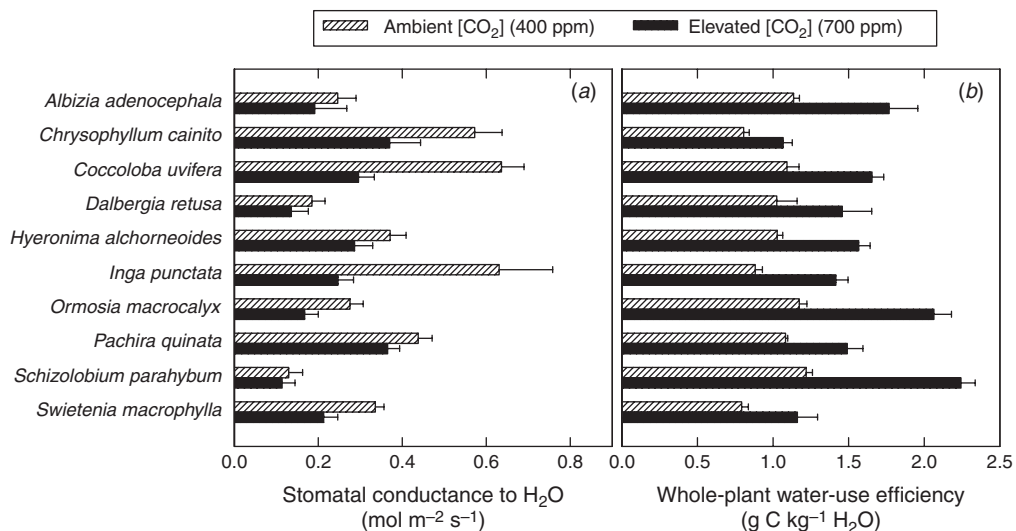 Ambient [CO₂] (400 ppm) Elevated [CO₂] (700 ppm)
(a) (b)
Albizia adenocephala
Chrysophyllum cainito
Coccoloba uvifera
Dalbergia retusa
Hyeronima alchorneoides
Inga punctata
Ormosia macrocalyx
Pachira quinata
Schizolobium parahybum
Swietenia macrophylla
0.0 0.2 0.4 0.6 0.8 0.0 1.0 1.5 2.0 2.5
Stomatal conductance to H₂O
(mol m⁻² s⁻¹)
Whole-plant water-use efficiency
(g C kg⁻¹ H₂O)